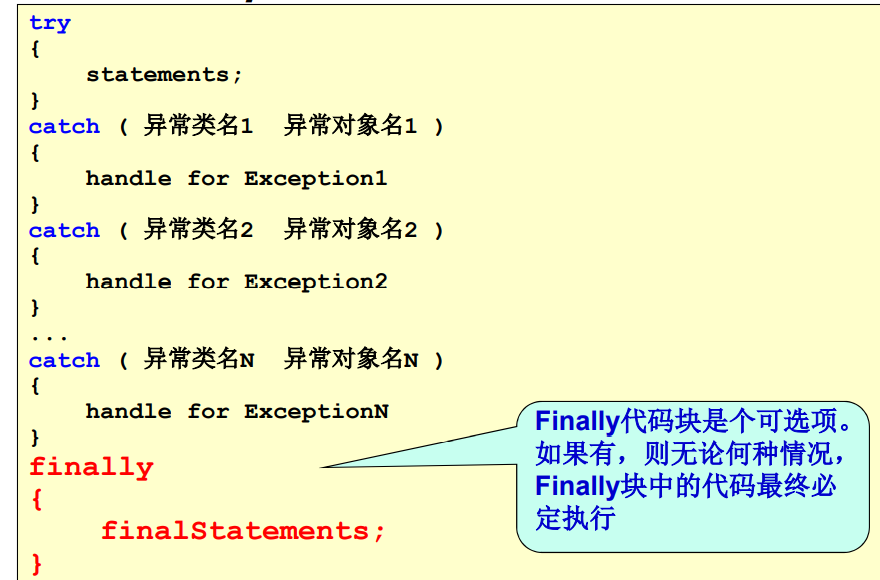 try
{
statements;
}
catch ( 异常类名1 异常对象名1 )
{
handle for Exception1
}
catch ( 异常类名2 异常对象名2 )
{
handle for Exception2
}
...
catch ( 异常类名N 异常对象名N )
{
handle for ExceptionN
}
finally
{
finalStatements;
}
Finally代码块是个可选项。
如果有，则无论何种情况，
Finally块中的代码最终必
定执行